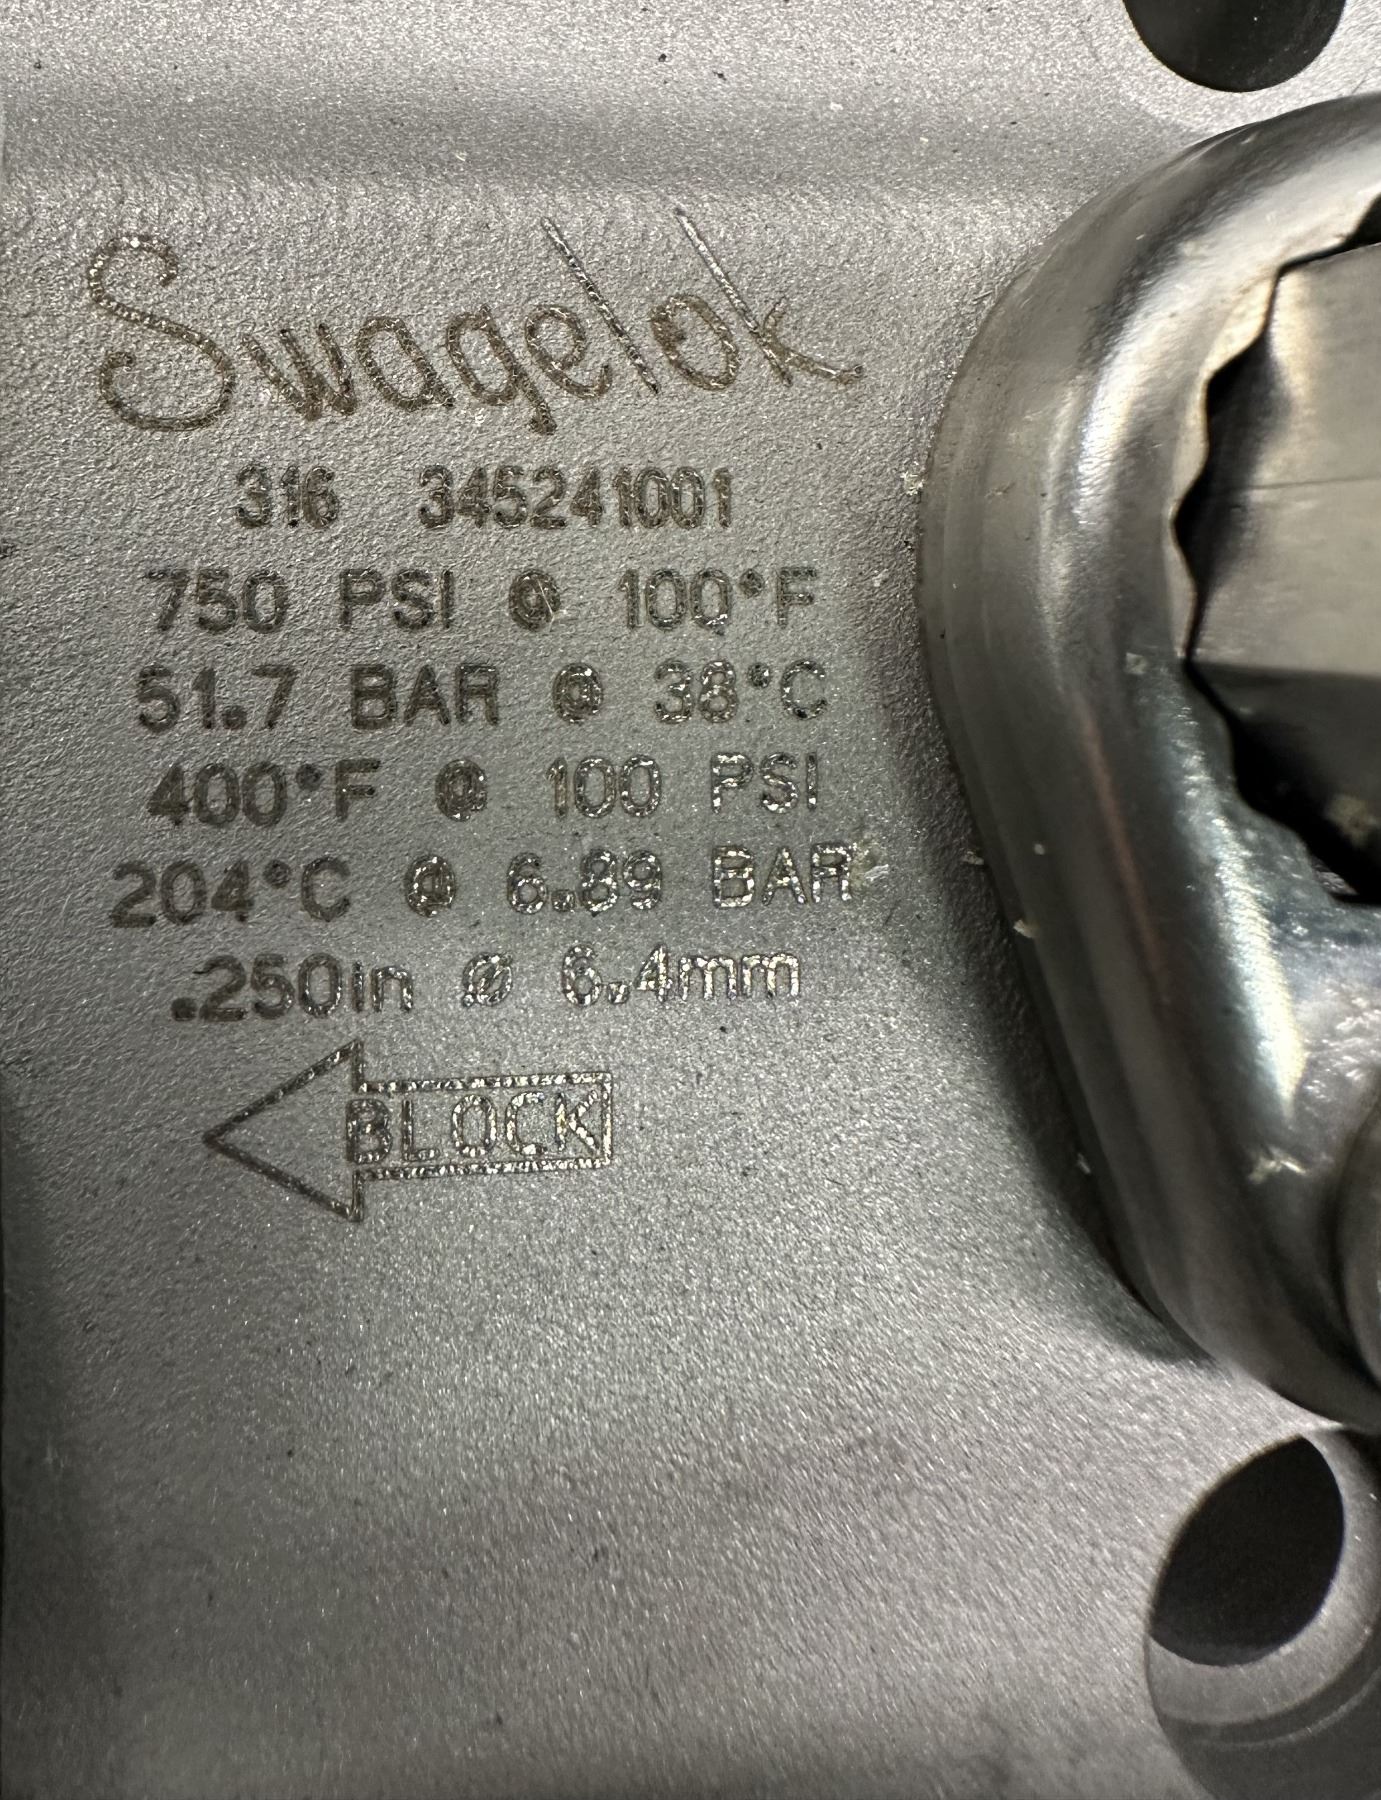 Swagelok
316 345241001
750 PSI @ 100°F
51.7 BAR @ 38°C
400°F @ 100 PSI
204°C @ 6.89 BAR
.250in Ø 6.4mm
BLOCK